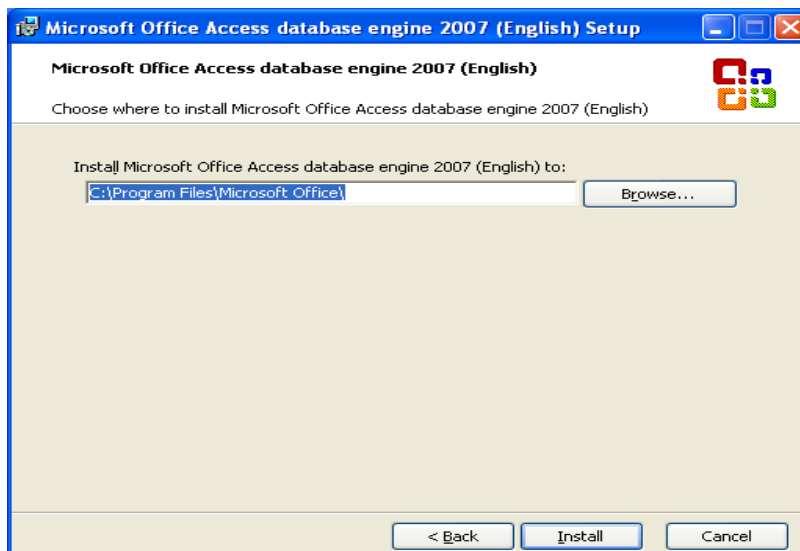 Microsoft Office Access database engine 2007 (English) Setup
Microsoft Office Access database engine 2007 (English)
Choose where to install Microsoft Office Access database engine 2007 (English)
Install Microsoft Office Access database engine 2007 (English) to:
C:\Program Files\Microsoft Office\
Browse...
< Back
Install
Cancel